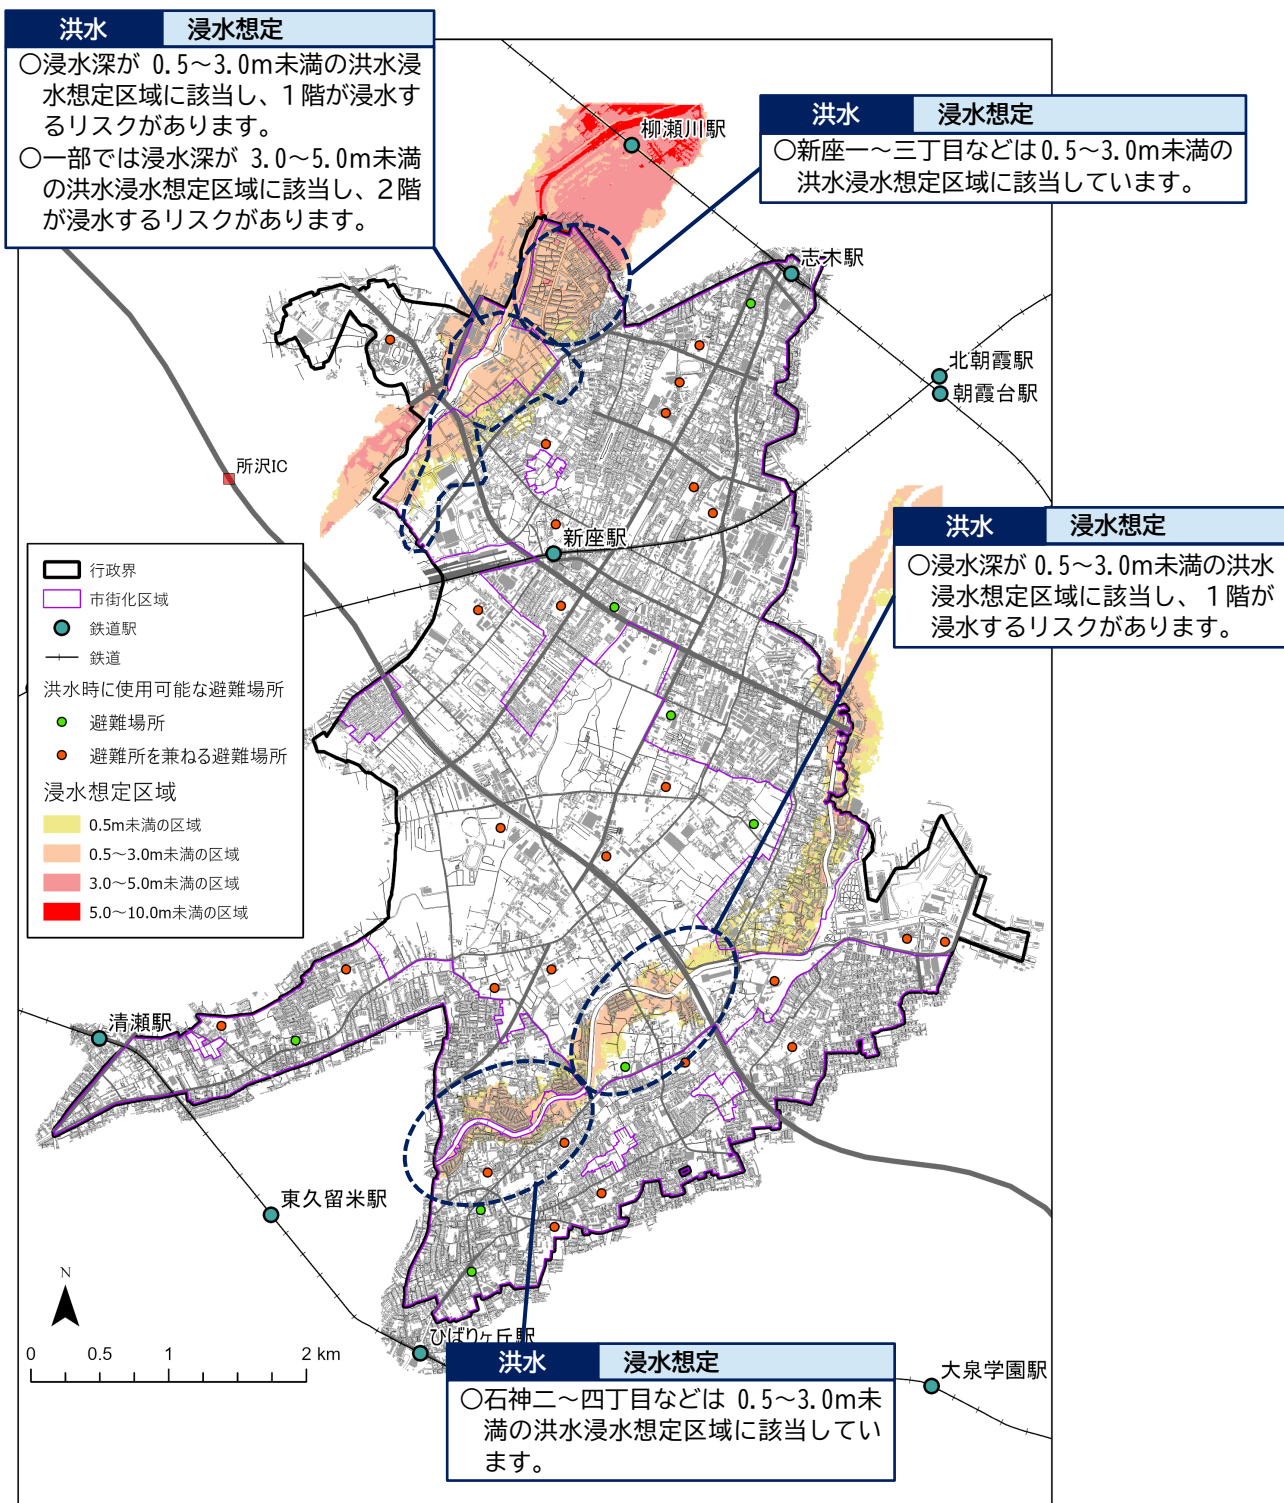 洪水 浸水想定
○浸水深が 0.5～3.0m未満の洪水浸
水想定区域に該当し、1階が浸水す
るリスクがあります。
○一部では浸水深が 3.0～5.0m未満
の洪水浸水想定区域に該当し、2階
が浸水するリスクがあります。
洪水 浸水想定
○新座一～三丁目などは0.5～3.0m未満の
洪水浸水想定区域に該当しています。
柳瀬川駅
志木駅
北朝霞駅
朝霞台駅
所沢IC
新座駅
洪水 浸水想定
○浸水深が 0.5～3.0m未満の洪水
浸水想定区域に該当し、1階が
浸水するリスクがあります。
行政界
市街化区域
鉄道駅
鉄道
洪水時に使用可能な避難場所
避難場所
避難所を兼ねる避難場所
浸水想定区域
0.5m未満の区域
0.5～3.0m未満の区域
3.0～5.0m未満の区域
5.0～10.0m未満の区域
清瀬駅
東久留米駅
ひばりヶ丘駅
大泉学園駅
N
0 0.5 1 2 km
洪水 浸水想定
○石神二～四丁目などは 0.5～3.0m未
満の洪水浸水想定区域に該当してい
ます。